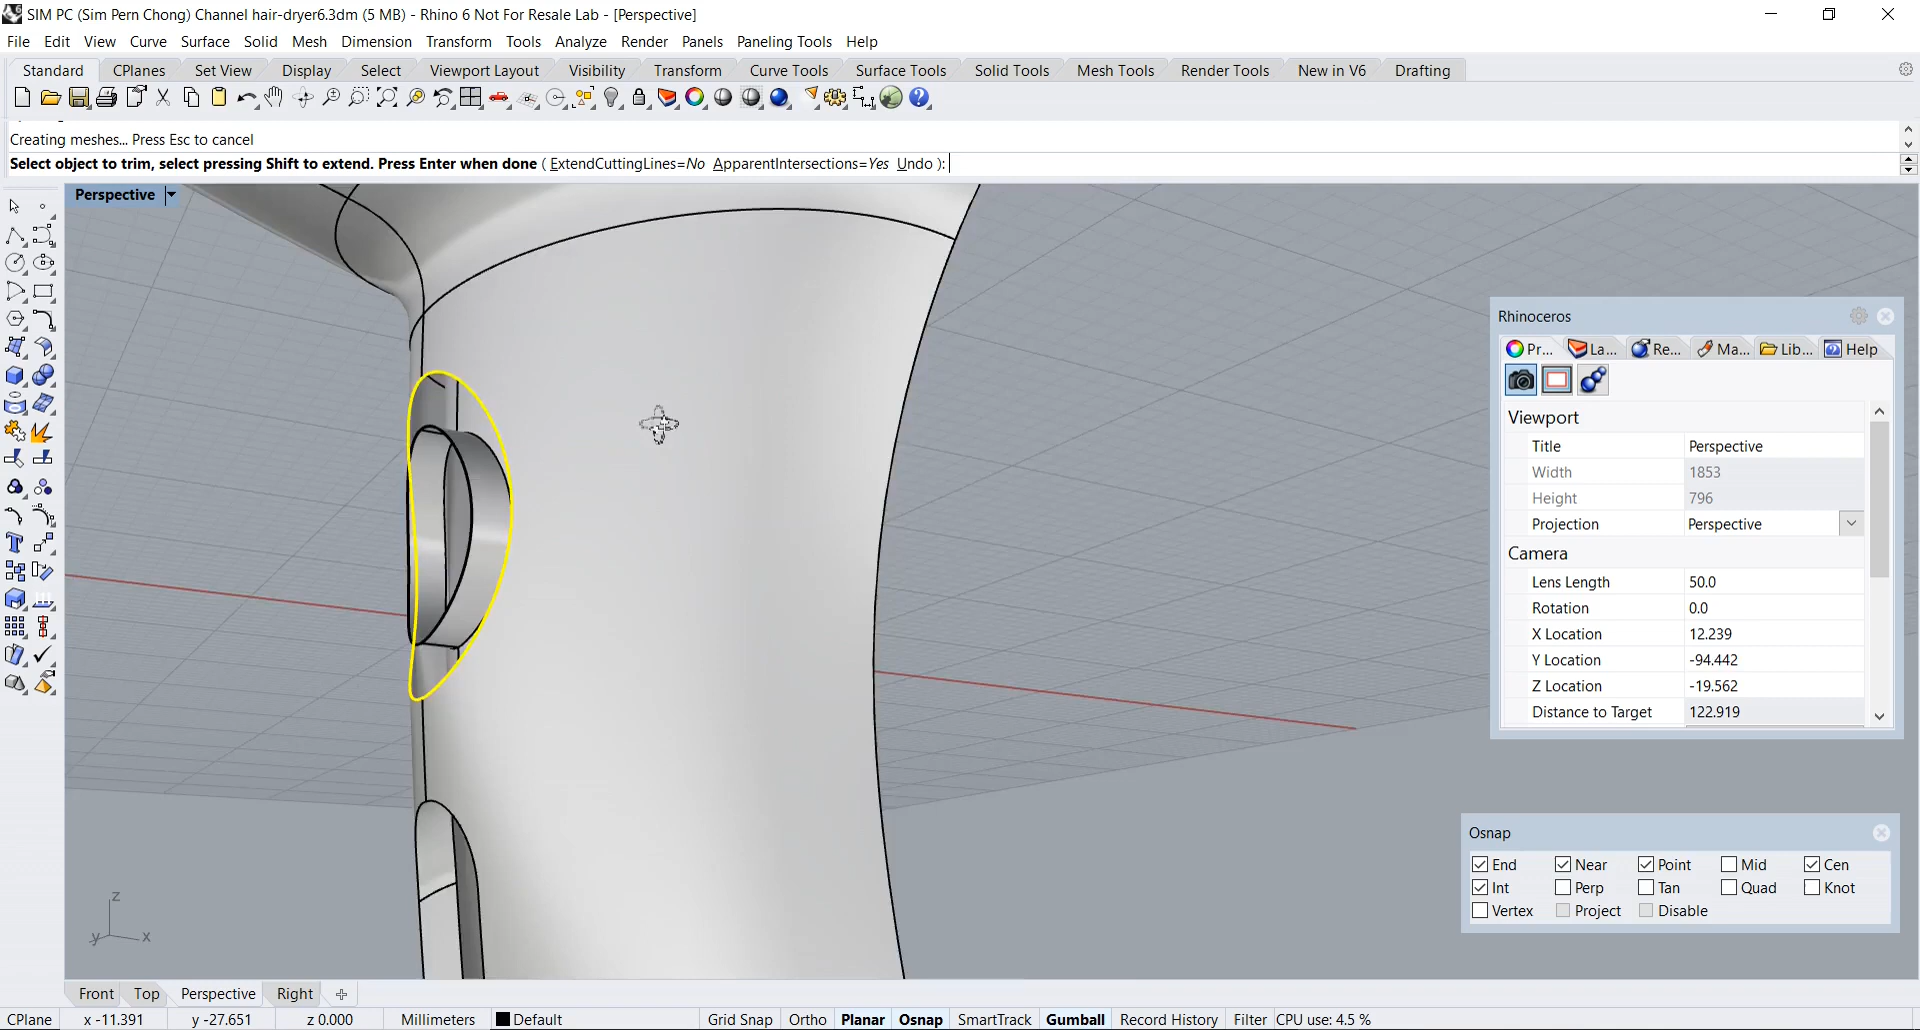 SIM PC (Sim Pern Chong) Channel hair-dryer6.3dm (5 MB) - Rhino 6 Not For Resale Lab - [Perspective]
File Edit View Curve Surface Solid Mesh Dimension Transform Tools Analyze Render Panels Paneling Tools Help
Standard CPlanes Set View Display Select Viewport Layout Visibility Transform Curve Tools Surface Tools Solid Tools Mesh Tools Render Tools New in V6 Drafting
Creating meshes... Press Esc to cancel
Select object to trim, select pressing Shift to extend. Press Enter when done ( ExtendCuttingLines=No ApparentIntersections=Yes Undo ):
Perspective
Rhinoceros
Pr... La... Re... Ma... Lib... Help
Viewport
Title Perspective
Width 1853
Height 796
Projection Perspective
Camera
Lens Length 50.0
Rotation 0.0
X Location 12.239
Y Location -94.442
Z Location -19.562
Distance to Target 122.919
Osnap
End Near Point Mid Cen
Int Perp Tan Quad Knot
Vertex Project Disable
z
y x
Front Top Perspective Right
CPlane x -11.391 y -27.651 z 0.000 Millimeters Default Grid Snap Ortho Planar Osnap SmartTrack Gumball Record History Filter CPU use: 4.5 %